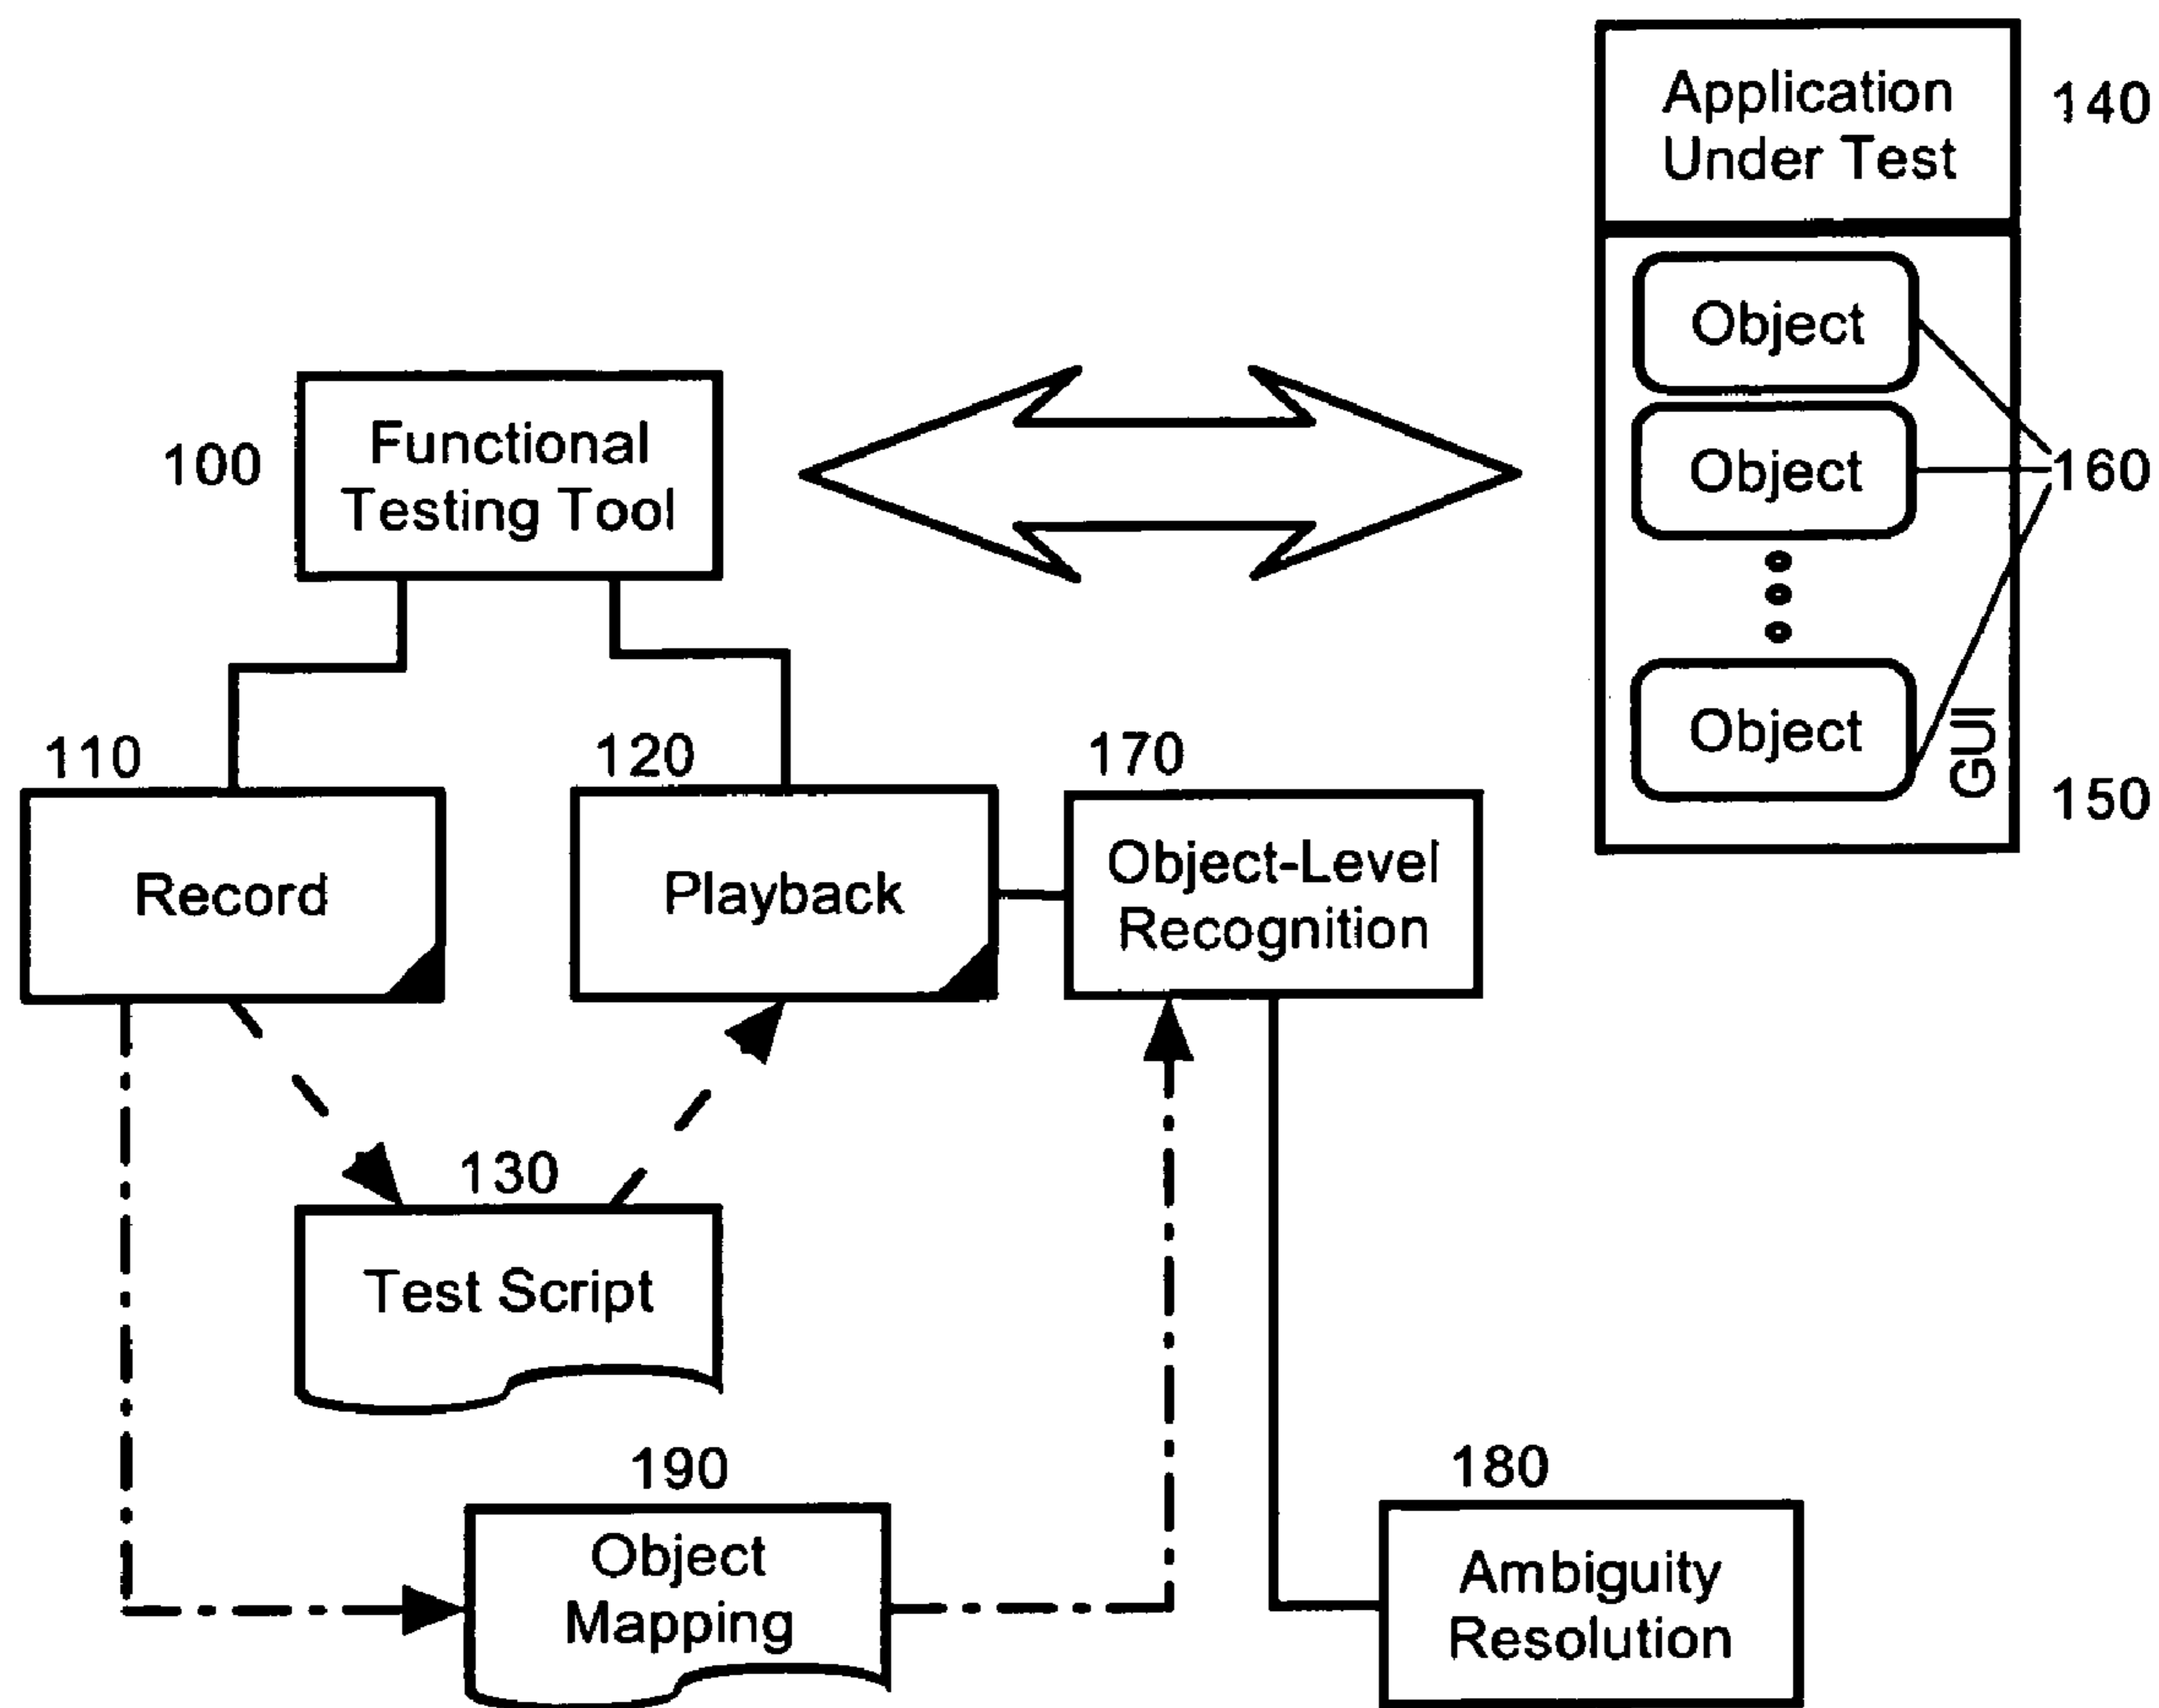 Application
Under Test
140
Object
Object
160
Object
GUI
150
100
Functional
Testing Tool
110
120
170
Record
Playback
Object-Level
Recognition
130
Test Script
190
180
Object
Mapping
Ambiguity
Resolution